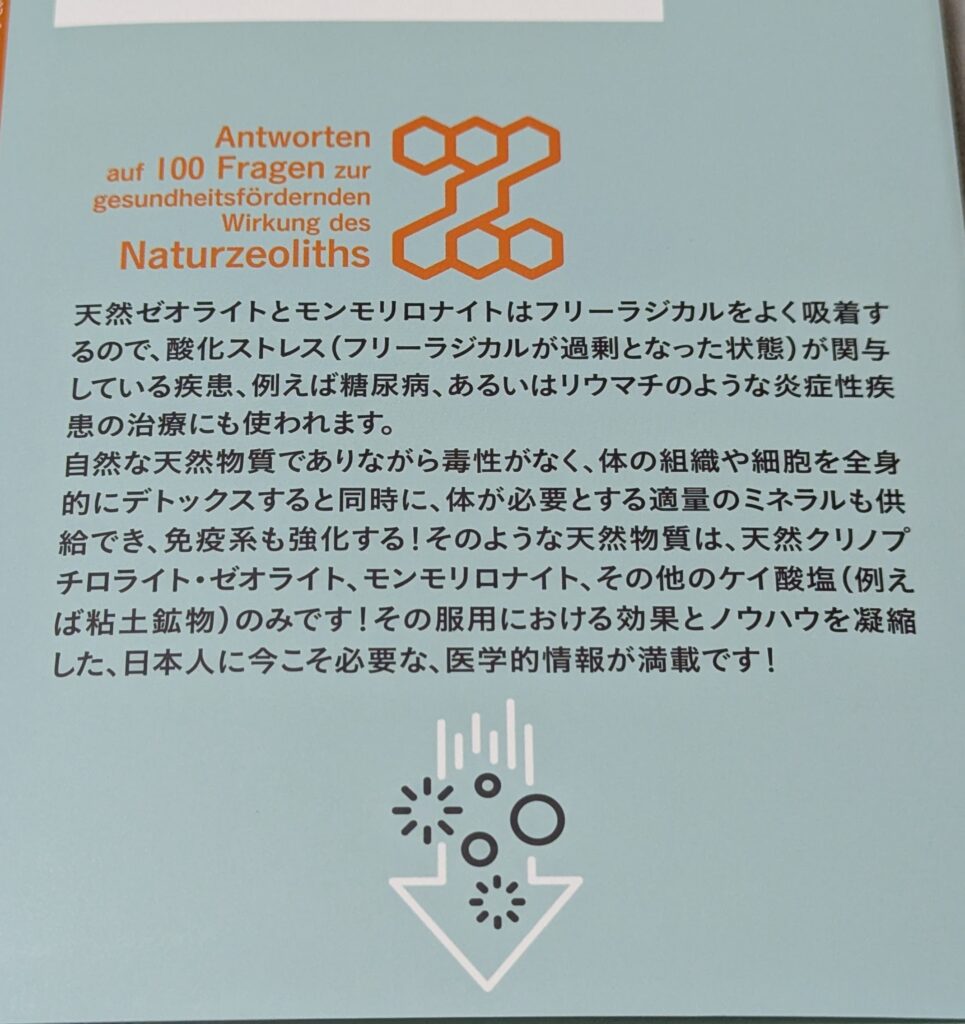 Antworten
auf 100 Fragen zur
gesundheitsfördernden
Wirkung des
Naturzeoliths
天然ゼオライトとモンモリロナイトはフリーラジカルをよく吸着す
るので、酸化ストレス(フリーラジカルが過剰となった状態)が関与
している疾患、例えば糖尿病、あるいはリウマチのような炎症性疾
患の治療にも使われます。
自然な天然物質でありながら毒性がなく、体の組織や細胞を全身
的にデトックスすると同時に、体が必要とする適量のミネラルも供
給でき、免疫系も強化する!そのような天然物質は、天然クリノプ
チロライト・ゼオライト、モンモリロナイト、その他のケイ酸塩(例え
ば粘土鉱物)のみです!その服用における効果とノウハウを凝縮
した、日本人に今こそ必要な、医学的情報が満載です!